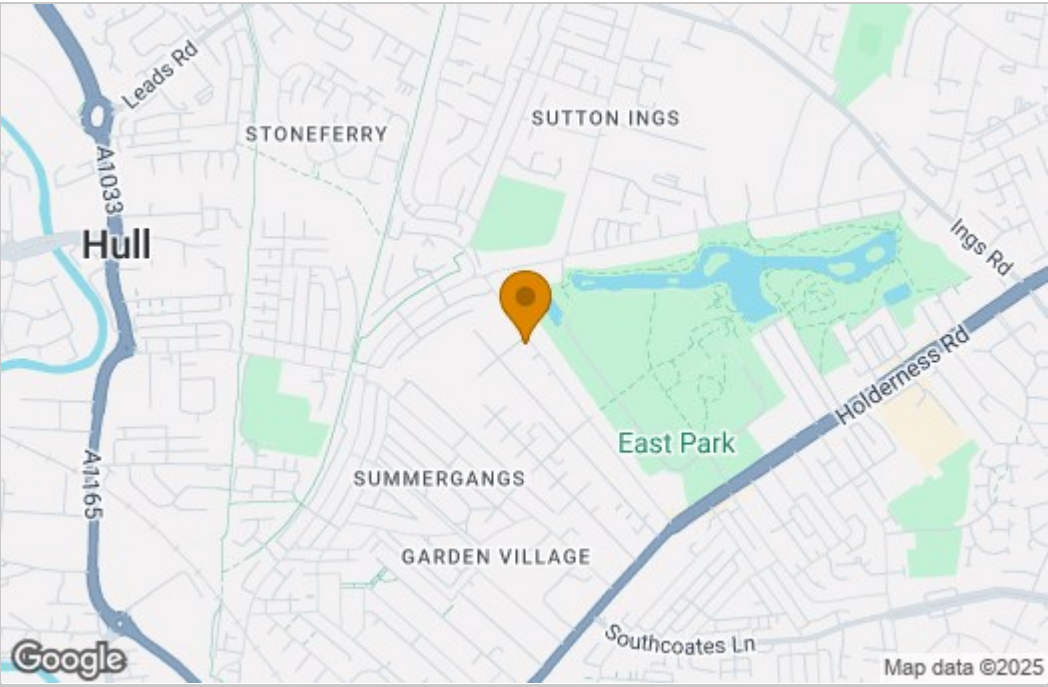 Leads Rd
STONEFERRY
SUTTON INGS
A1033
Hull
Ings Rd
Holderness Rd
East Park
A1165
SUMMERGANGS
GARDEN VILLAGE
Southcoates Ln
Google
Map data ©2025